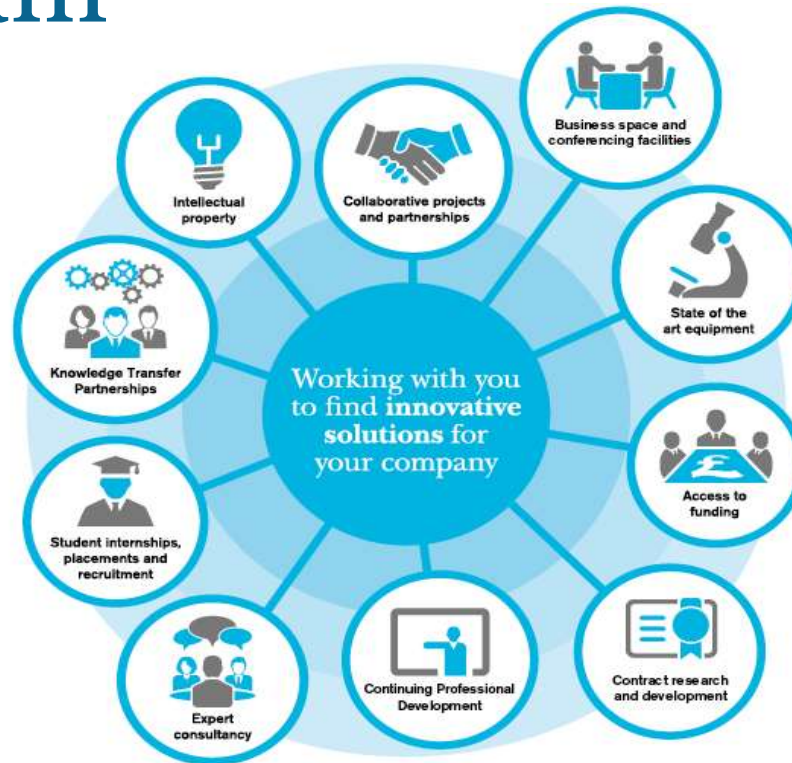 Business space and
conferencing facilities
Intellectual
property
Collaborative projects
and partnerships
State of the
art equipment
Knowledge Transfer
Partnerships
Working with you
to find innovative
solutions for
your company
Access to
funding
£
Student internships,
placements and
recruitment
Contract research
and development
Continuing Professional
Development
Expert
consultancy